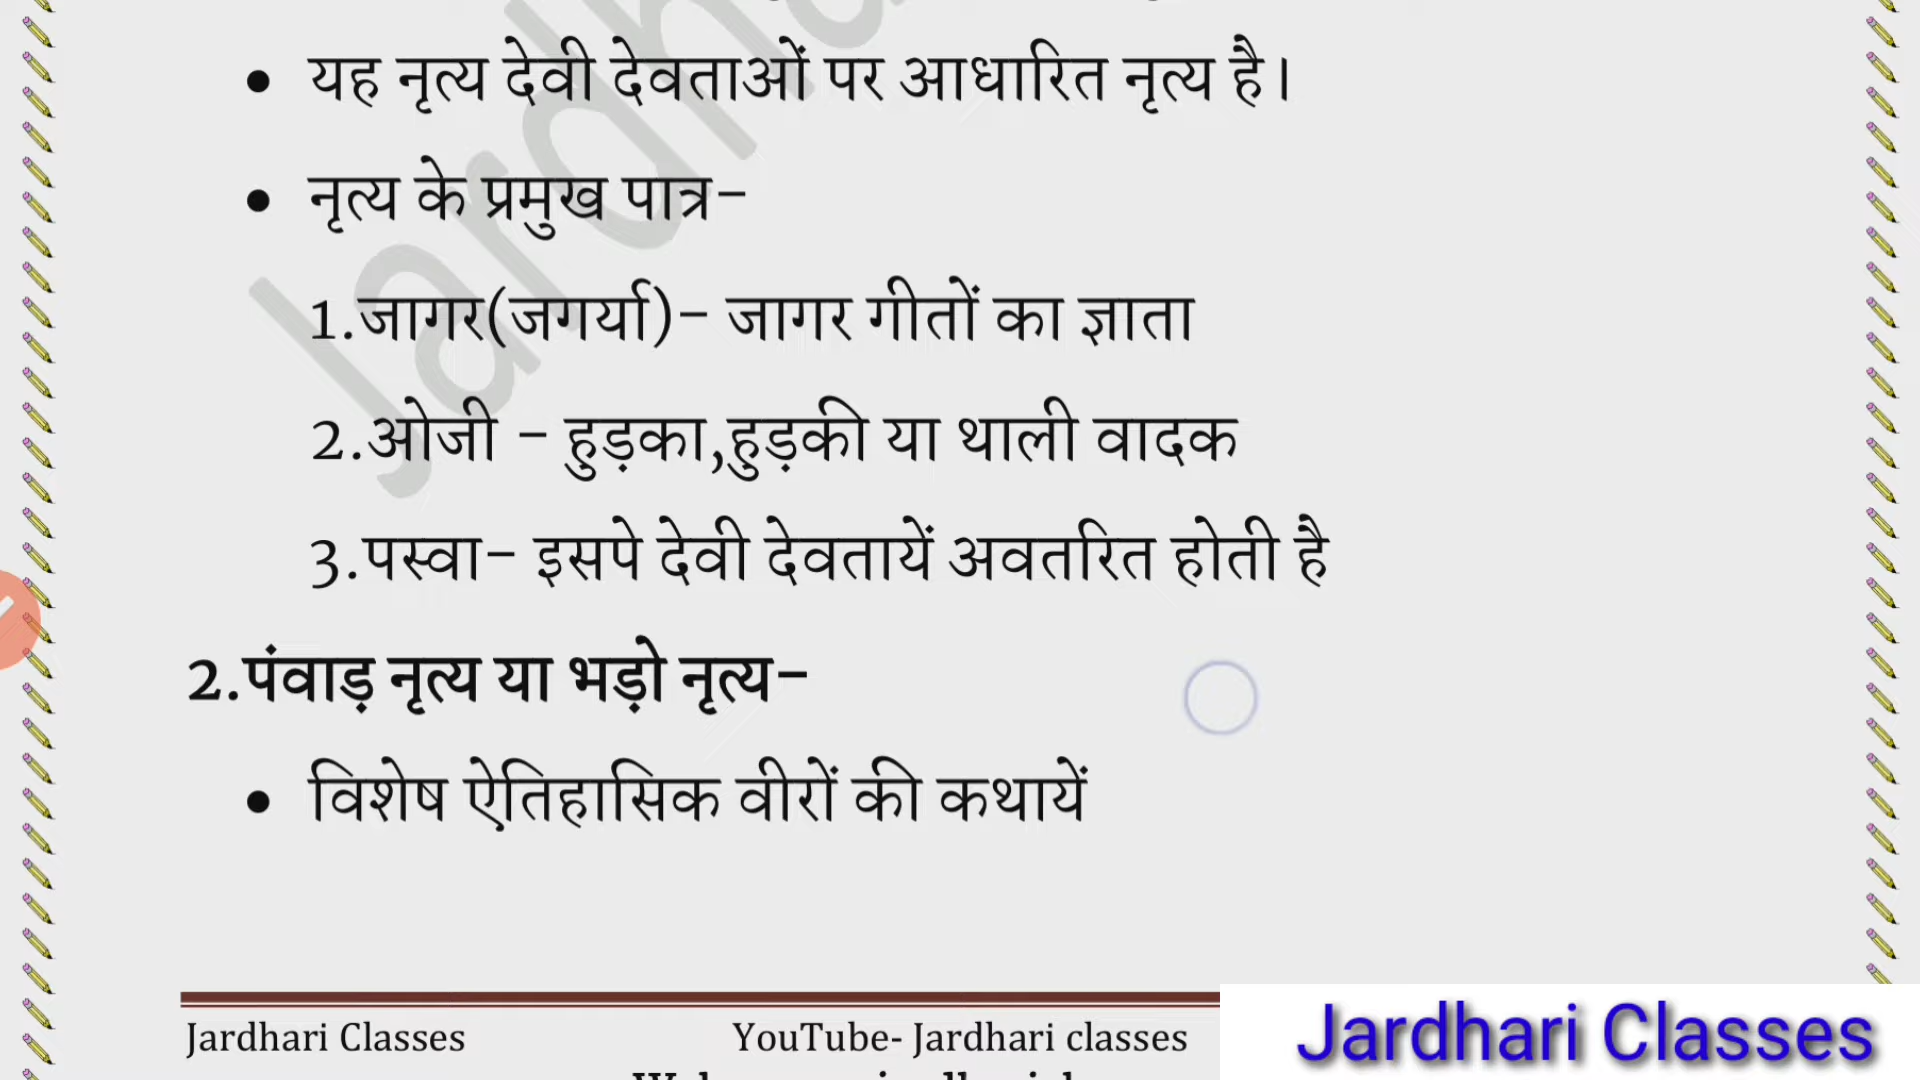 यह नृत्य देवी देवताओं पर आधारित नृत्य है।
नृत्य के प्रमुख पात्र-
1.जागर(जगर्या)- जागर गीतों का ज्ञाता
2.ओजी - हुड़का,हुड़की या थाली वादक
3.पस्वा- इसपे देवी देवतायें अवतरित होती है
2.पंवाड़ नृत्य या भड़ो नृत्य-
विशेष ऐतिहासिक वीरों की कथायें
Jardhari Classes YouTube- Jardhari classes
Jardhari Classes